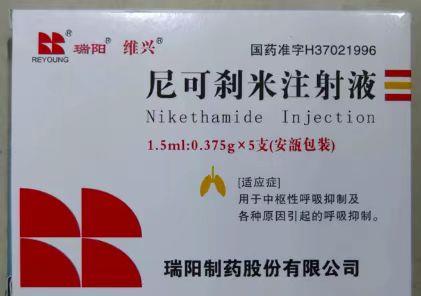 瑞阳® 维兴®
REYOUNG
国药准字H37021996
尼可刹米注射液
Nikethamide Injection
1.5ml:0.375g×5支(安瓿包装)
[适应症]
用于中枢性呼吸抑制及
各种原因引起的呼吸抑制。
瑞阳制药股份有限公司